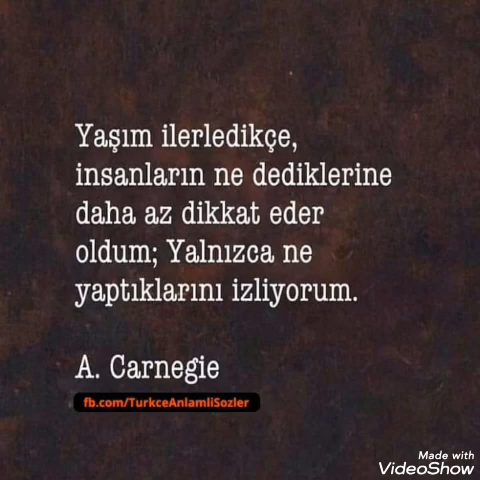 Yaşım ilerledikçe,
insanların ne dediklerine
daha az dikkat eder
oldum; Yalnızca ne
yaptıklarını izliyorum.
A. Carnegie
fb.com/TurkceAnlamliSozler
Made with
VideoShow